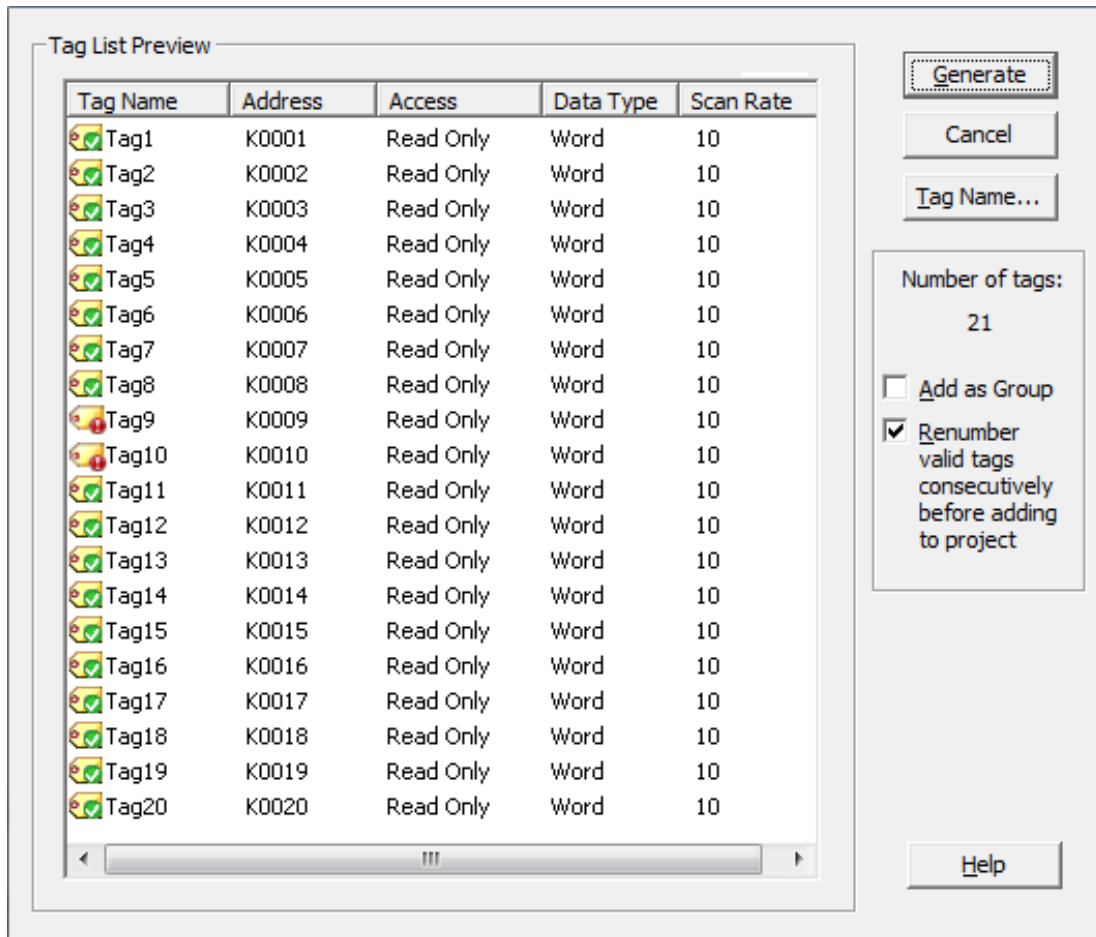 Tag List Preview
Tag Name Address Access Data Type Scan Rate
Tag1 K0001 Read Only Word 10
Tag2 K0002 Read Only Word 10
Tag3 K0003 Read Only Word 10
Tag4 K0004 Read Only Word 10
Tag5 K0005 Read Only Word 10
Tag6 K0006 Read Only Word 10
Tag7 K0007 Read Only Word 10
Tag8 K0008 Read Only Word 10
Tag9 K0009 Read Only Word 10
Tag10 K0010 Read Only Word 10
Tag11 K0011 Read Only Word 10
Tag12 K0012 Read Only Word 10
Tag13 K0013 Read Only Word 10
Tag14 K0014 Read Only Word 10
Tag15 K0015 Read Only Word 10
Tag16 K0016 Read Only Word 10
Tag17 K0017 Read Only Word 10
Tag18 K0018 Read Only Word 10
Tag19 K0019 Read Only Word 10
Tag20 K0020 Read Only Word 10
Generate
Cancel
Tag Name...
Number of tags:
21
Add as Group
Renumber
valid tags
consecutively
before adding
to project
Help